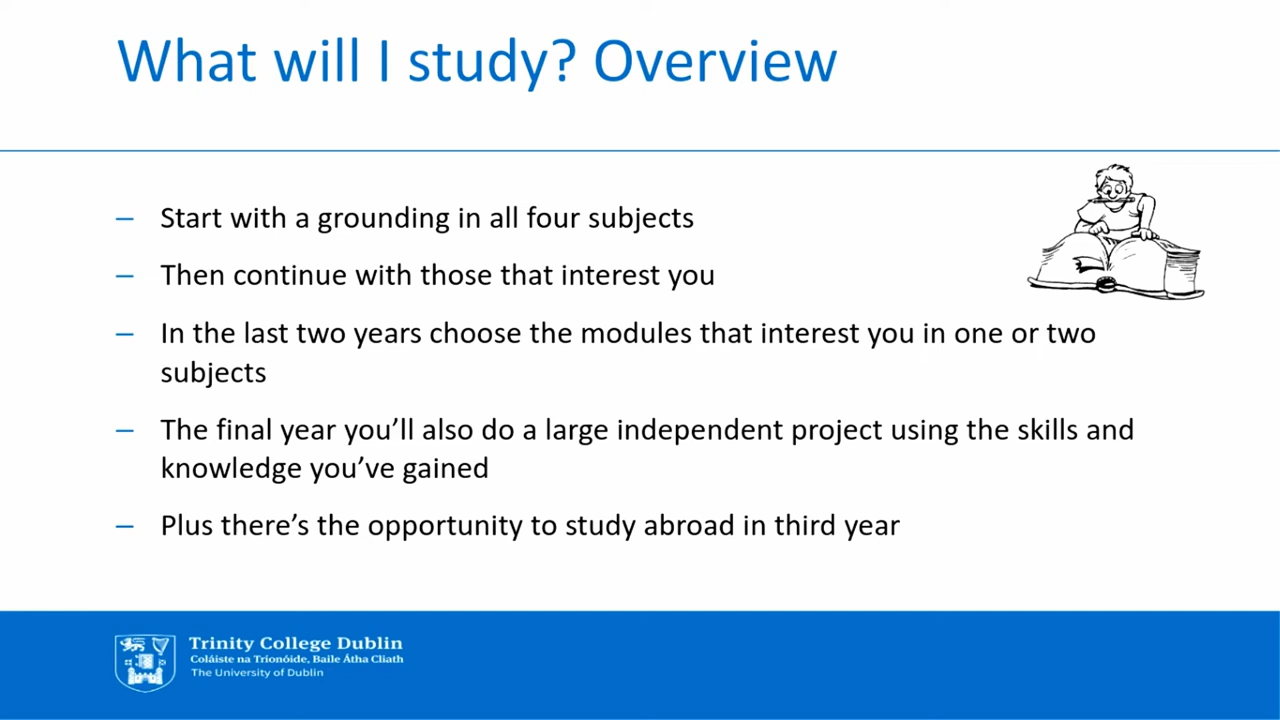 What will I study? Overview
– Start with a grounding in all four subjects
– Then continue with those that interest you
– In the last two years choose the modules that interest you in one or two
subjects
– The final year you’ll also do a large independent project using the skills and
knowledge you’ve gained
– Plus there’s the opportunity to study abroad in third year
Trinity College Dublin
Coláiste na Tríonóide, Baile Átha Cliath
The University of Dublin